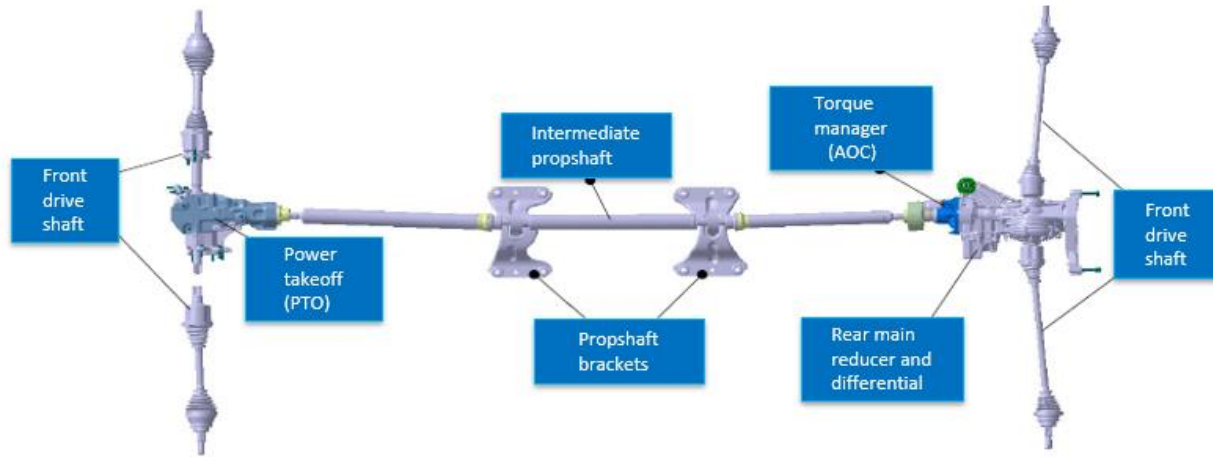 Front
drive
shaft
Power
takeoff
(PTO)
Intermediate
propshaft
Propshaft
brackets
Torque
manager
(AOC)
Rear main
reducer and
differential
Front
drive
shaft